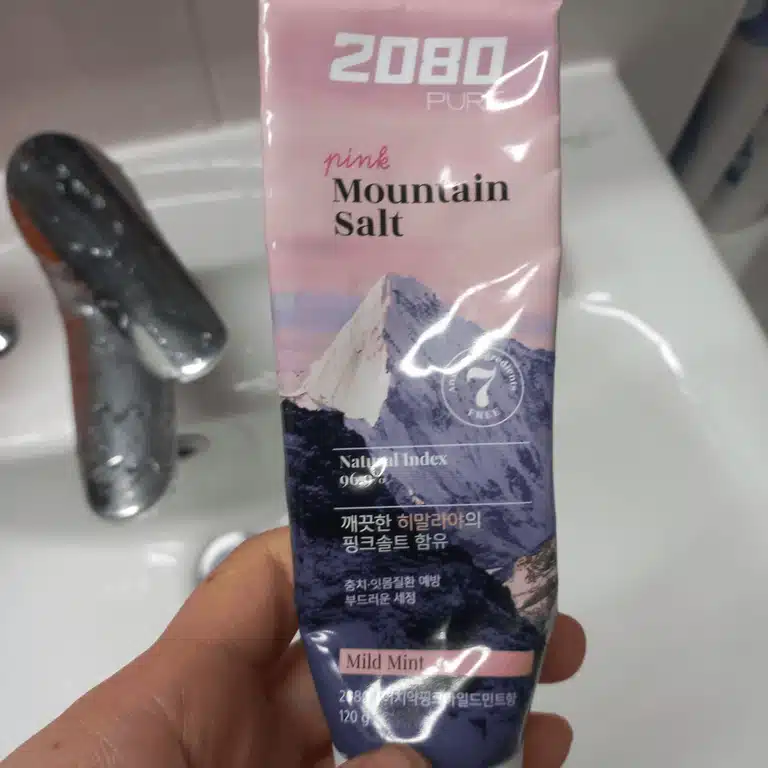 2080
PURE
pink
Mountain
Salt
7
FREE
Natural Index
깨끗한 히말라야의
핑크솔트 함유
충치·잇몸질환 예방
부드러운 세정
Mild Mint
2080
120 g